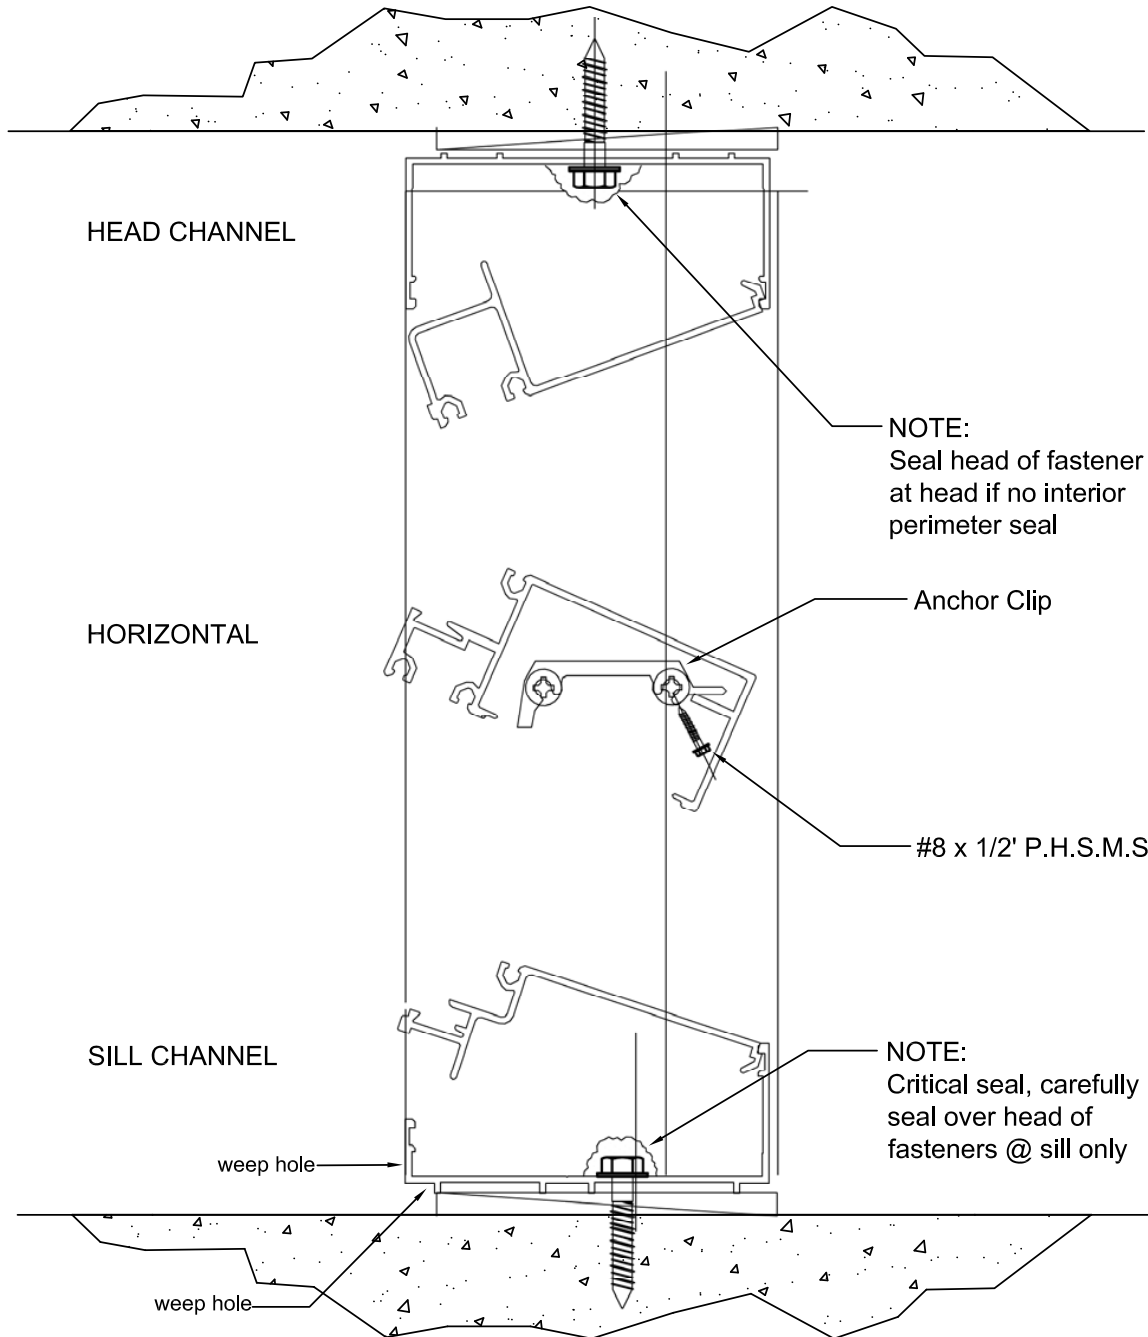 HEAD CHANNEL
NOTE:
Seal head of fastener
at head if no interior
perimeter seal
Anchor Clip
HORIZONTAL
#8 x 1/2' P.H.S.M.S
SILL CHANNEL
NOTE:
Critical seal, carefully
seal over head of
fasteners @ sill only
weep hole
weep hole